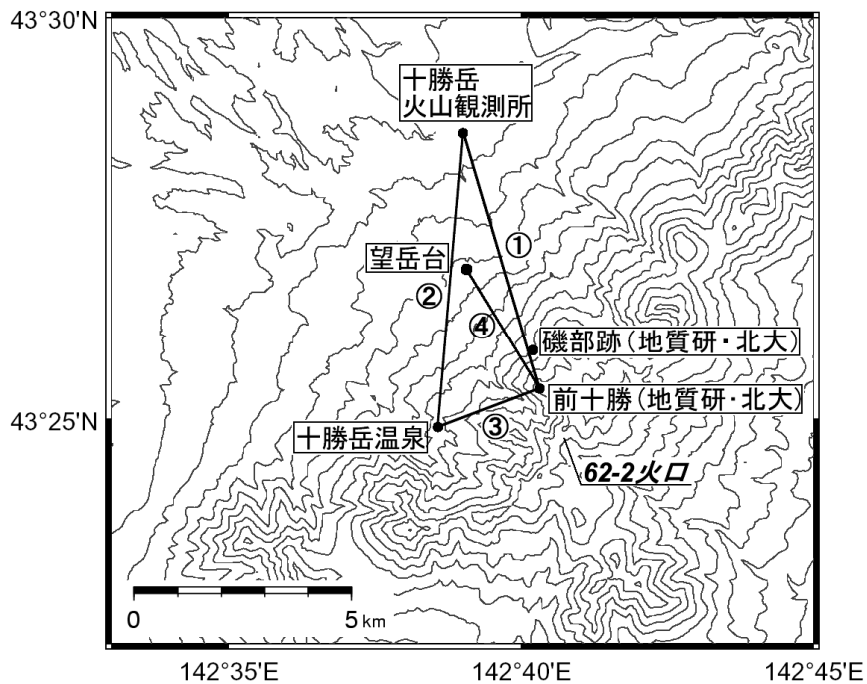 43°30'N
十勝岳
火山観測所
①
望岳台
②
④
磯部跡（地質研・北大）
前十勝（地質研・北大）
43°25'N
十勝岳温泉
③
62-2火口
0
5 km
142°35'E
142°40'E
142°45'E